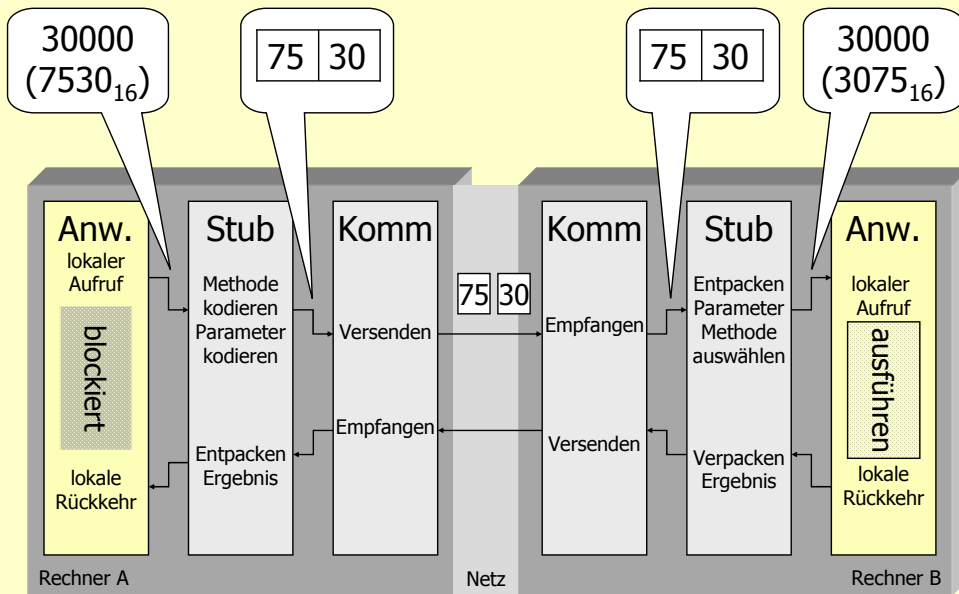 30000
(7530₁₆)
75 30
75 30
30000
(3075₁₆)
Anw.
lokaler
Aufruf
blockiert
lokale
Rückkehr
Stub
Methode
kodieren
Parameter
kodieren
Entpacken
Ergebnis
Komm
Versenden
Empfangen
75 30
Komm
Empfangen
Versenden
Stub
Entpacken
Parameter
Methode
auswählen
Verpacken
Ergebnis
Anw.
lokaler
Aufruf
ausführen
lokale
Rückkehr
Rechner A
Netz
Rechner B